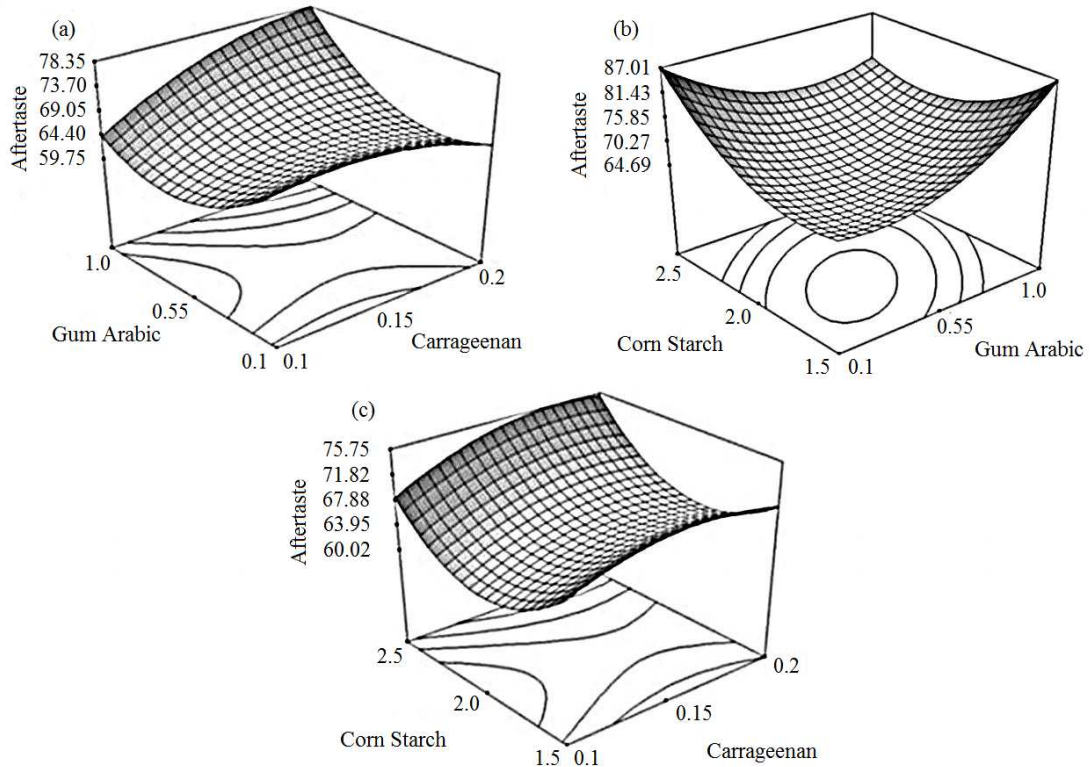 (a)
78.35
73.70
69.05
64.40
59.75
Aftertaste
1.0
0.55
0.1
Gum Arabic
0.1
0.15
0.2
Carrageenan
(b)
87.01
81.43
75.85
70.27
64.69
Aftertaste
2.5
2.0
1.5
Corn Starch
0.1
0.55
1.0
Gum Arabic
(c)
75.75
71.82
67.88
63.95
60.02
Aftertaste
2.5
2.0
1.5
Corn Starch
0.1
0.15
0.2
Carrageenan